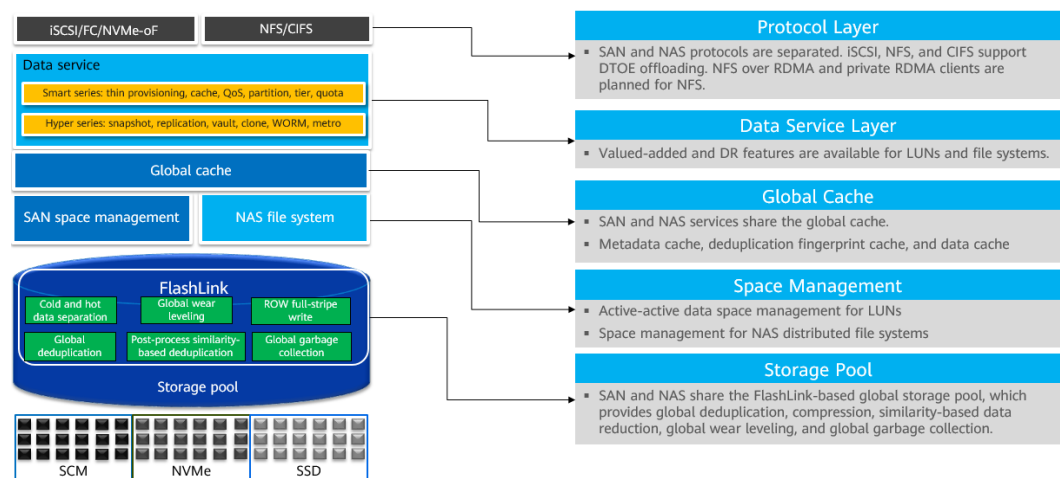 iSCSI/FC/NVMe-oF
NFS/CIFS
Data service
Smart series: thin provisioning, cache, QoS, partition, tier, quota
Hyper series: snapshot, replication, vault, clone, WORM, metro
Global cache
SAN space management
NAS file system
FlashLink
Cold and hot
data separation
Global wear
leveling
ROW full-stripe
write
Global
deduplication
Post-process similarity-
based deduplication
Global garbage
collection
Storage pool
SCM
NVMe
SSD
Protocol Layer
▪ SAN and NAS protocols are separated. iSCSI, NFS, and CIFS support
DTOE offloading. NFS over RDMA and private RDMA clients are
planned for NFS.
Data Service Layer
▪ Valued-added and DR features are available for LUNs and file systems.
Global Cache
▪ SAN and NAS services share the global cache.
▪ Metadata cache, deduplication fingerprint cache, and data cache
Space Management
▪ Active-active data space management for LUNs
▪ Space management for NAS distributed file systems
Storage Pool
▪ SAN and NAS share the FlashLink-based global storage pool, which
provides global deduplication, compression, similarity-based data
reduction, global wear leveling, and global garbage collection.